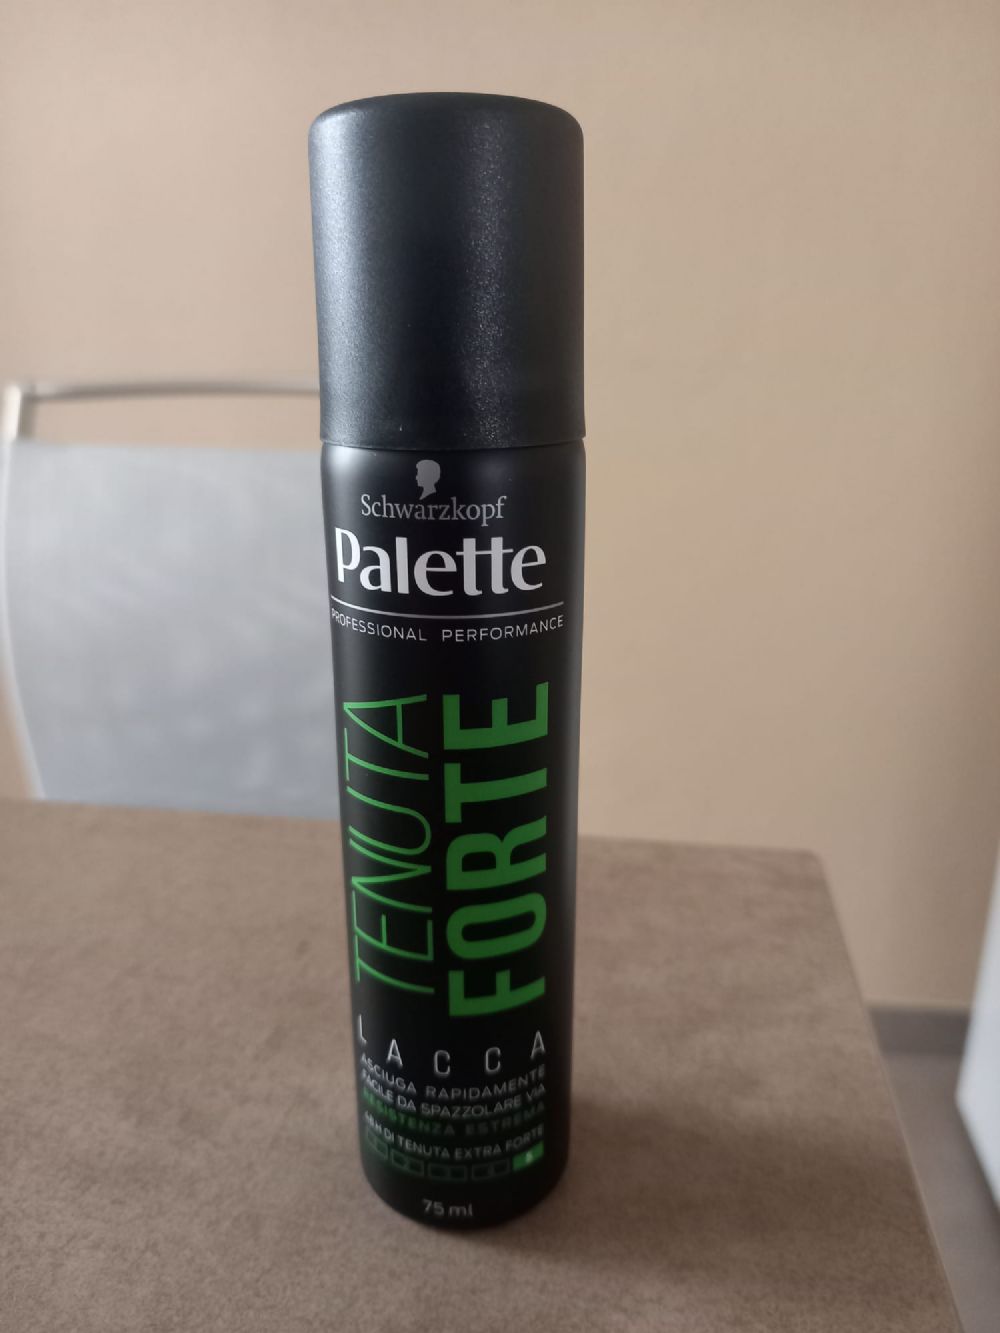 Schwarzkopf
Palette
PROFESSIONAL PERFORMANCE
TENUTA
FORTE
LACCA
ASCIUGA RAPIDAMENTE
FACILE DA SPAZZOLARE VIA
RESISTENZA ESTREMA
48H DI TENUTA EXTRA FORTE
5
75 ml